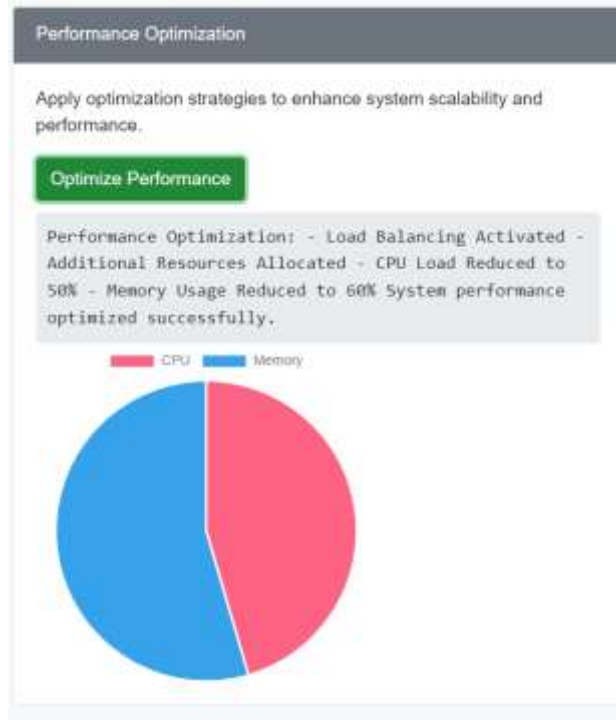 Performance Optimization
Apply optimization strategies to enhance system scalability and
performance.
Optimize Performance
Performance Optimization: - Load Balancing Activated -
Additional Resources Allocated - CPU Load Reduced to
50% - Memory Usage Reduced to 60% System performance
optimized successfully.
CPU Memory